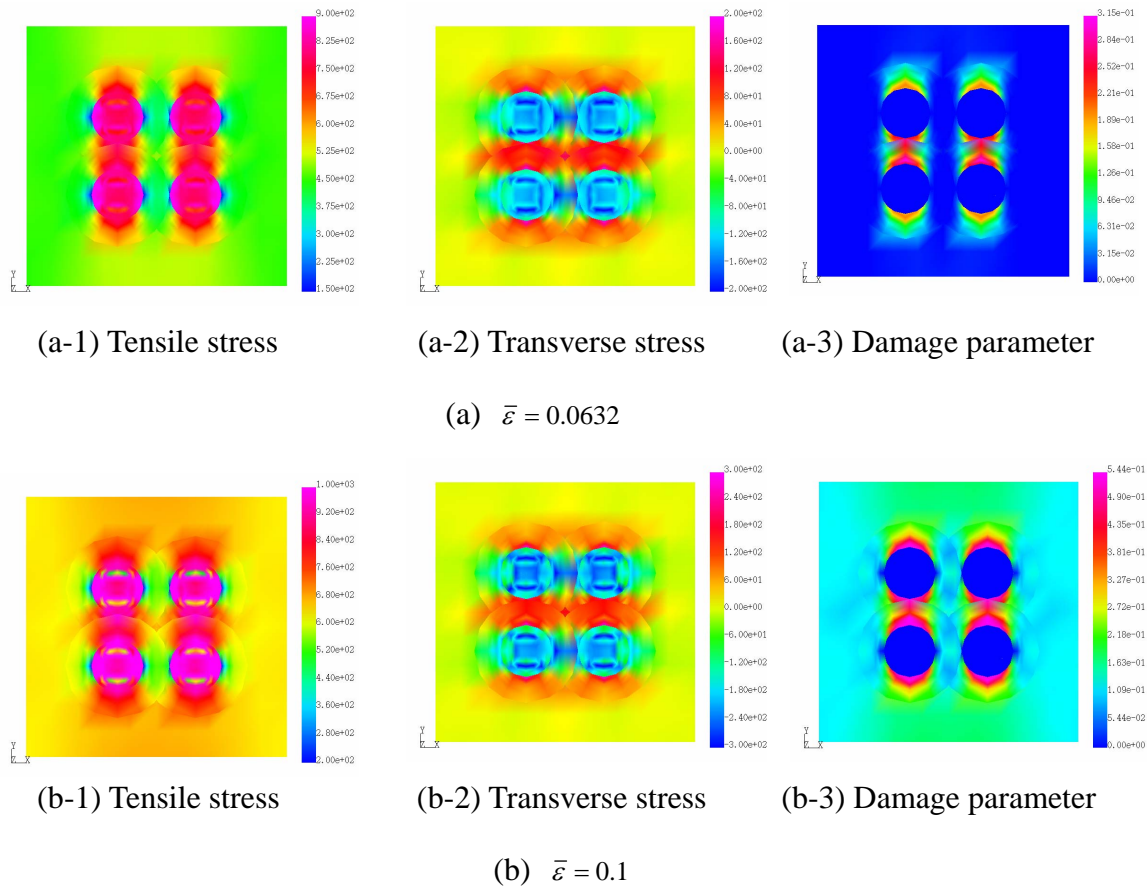 9.00e+02
8.25e+02
7.50e+02
6.75e+02
6.00e+02
5.25e+02
4.50e+02
3.75e+02
3.00e+02
2.25e+02
1.50e+02
Y
Z X
2.00e+02
1.60e+02
1.20e+02
8.00e+01
4.00e+01
0.00e+00
-4.00e+01
-8.00e+01
-1.20e+02
-1.60e+02
-2.00e+02
Y
Z X
3.15e-01
2.84e-01
2.52e-01
2.21e-01
1.89e-01
1.58e-01
1.26e-01
9.46e-02
6.31e-02
3.15e-02
0.00e+00
Y
Z X
(a-1) Tensile stress
(a-2) Transverse stress
(a-3) Damage parameter
(a) ε̅ = 0.0632
1.00e+03
9.20e+02
8.40e+02
7.60e+02
6.80e+02
6.00e+02
5.20e+02
4.40e+02
3.60e+02
2.80e+02
2.00e+02
Y
Z X
3.00e+02
2.40e+02
1.80e+02
1.20e+02
6.00e+01
0.00e+00
-6.00e+01
-1.20e+02
-1.80e+02
-2.40e+02
-3.00e+02
Y
Z X
5.44e-01
4.90e-01
4.35e-01
3.81e-01
3.27e-01
2.72e-01
2.18e-01
1.63e-01
1.09e-01
5.44e-02
0.00e+00
Y
Z X
(b-1) Tensile stress
(b-2) Transverse stress
(b-3) Damage parameter
(b) ε̅ = 0.1